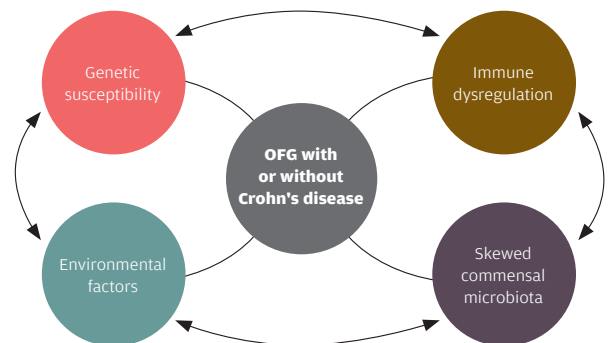 Genetic
susceptibility
Immune
dysregulation
OFG with
or without
Crohn's disease
Environmental
factors
Skewed
commensal
microbiota